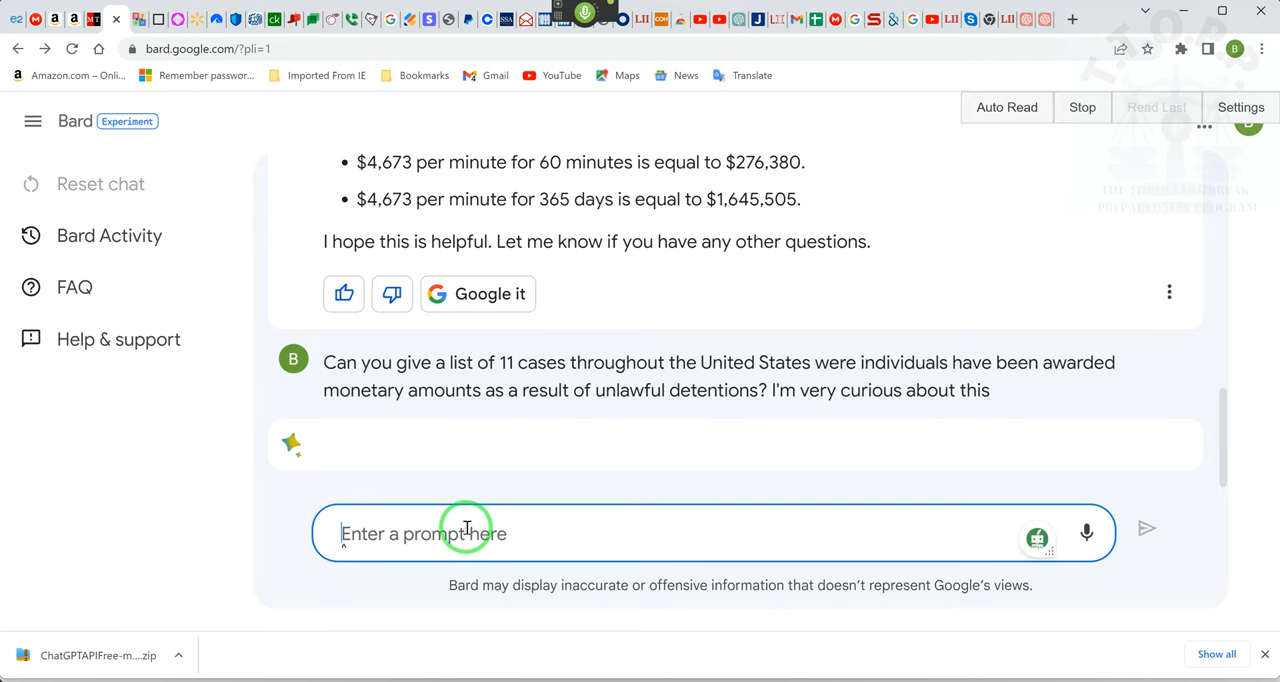 bard.google.com/?pli=1
Amazon.com – Onli...
Remember passwor...
Imported From IE
Bookmarks
Gmail
YouTube
Maps
News
Translate
T.O.P.P.
Auto Read
Stop
Read Last
Settings
Bard Experiment
B
Reset chat
Bard Activity
FAQ
Help & support
• $4,673 per minute for 60 minutes is equal to $276,380.
• $4,673 per minute for 365 days is equal to $1,645,505.
I hope this is helpful. Let me know if you have any other questions.
Google it
B
Can you give a list of 11 cases throughout the United States were individuals have been awarded
monetary amounts as a result of unlawful detentions? I'm very curious about this
Enter a prompt here
Bard may display inaccurate or offensive information that doesn't represent Google's views.
ChatGPTAPIFree-m....zip
Show all